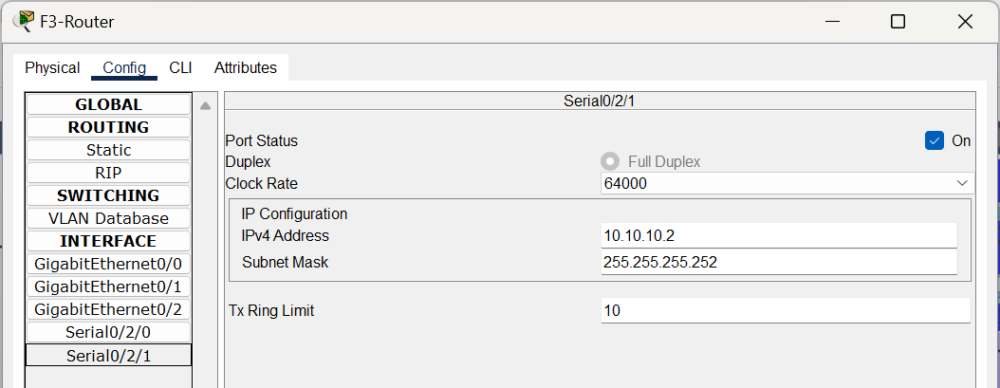 F3-Router
Physical Config CLI Attributes
GLOBAL
ROUTING
Static
RIP
SWITCHING
VLAN Database
INTERFACE
GigabitEthernet0/0
GigabitEthernet0/1
GigabitEthernet0/2
Serial0/2/0
Serial0/2/1
Serial0/2/1
Port Status On
Duplex Full Duplex
Clock Rate 64000
IP Configuration
IPv4 Address 10.10.10.2
Subnet Mask 255.255.255.252
Tx Ring Limit 10